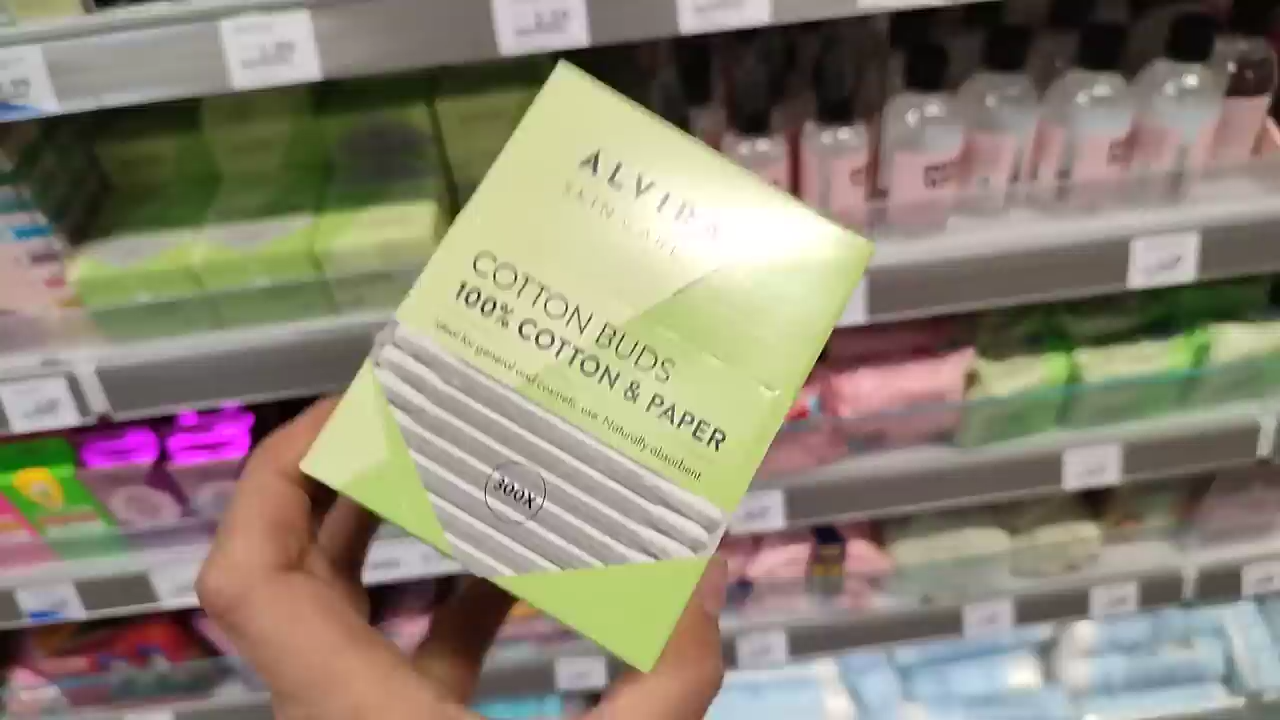 ALVIRA
SKIN CARE
COTTON BUDS
100% COTTON & PAPER
Ideal for general and cosmetic use. Naturally absorbent.
300X